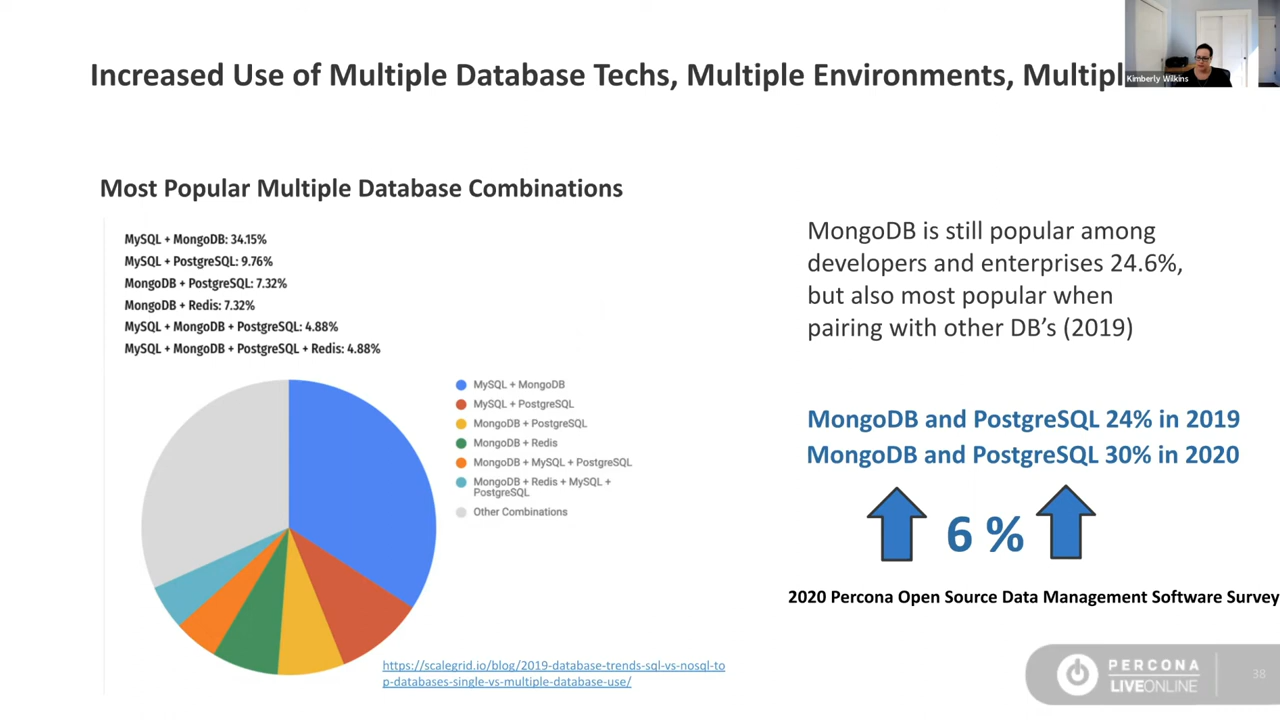 Increased Use of Multiple Database Techs, Multiple Environments, Multipl
Kimberly Wilkins
Most Popular Multiple Database Combinations
MySQL + MongoDB: 34.15%
MySQL + PostgreSQL: 9.76%
MongoDB + PostgreSQL: 7.32%
MongoDB + Redis: 7.32%
MySQL + MongoDB + PostgreSQL: 4.88%
MySQL + MongoDB + PostgreSQL + Redis: 4.88%
MySQL + MongoDB
MySQL + PostgreSQL
MongoDB + PostgreSQL
MongoDB + Redis
MongoDB + MySQL + PostgreSQL
MongoDB + Redis + MySQL +
PostgreSQL
Other Combinations
https://scalegrid.io/blog/2019-database-trends-sql-vs-nosql-to
p-databases-single-vs-multiple-database-use/
MongoDB is still popular among
developers and enterprises 24.6%,
but also most popular when
pairing with other DB’s (2019)
MongoDB and PostgreSQL 24% in 2019
MongoDB and PostgreSQL 30% in 2020
6 %
2020 Percona Open Source Data Management Software Survey
PERCONA
LIVEONLINE
38